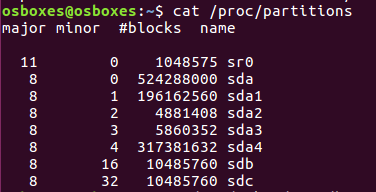 osboxes@osboxes:~$ cat /proc/partitions
major minor  #blocks  name

  11        0    1048575 sr0
   8        0  524288000 sda
   8        1  196162560 sda1
   8        2    4881408 sda2
   8        3    5860352 sda3
   8        4  317381632 sda4
   8       16   10485760 sdb
   8       32   10485760 sdc